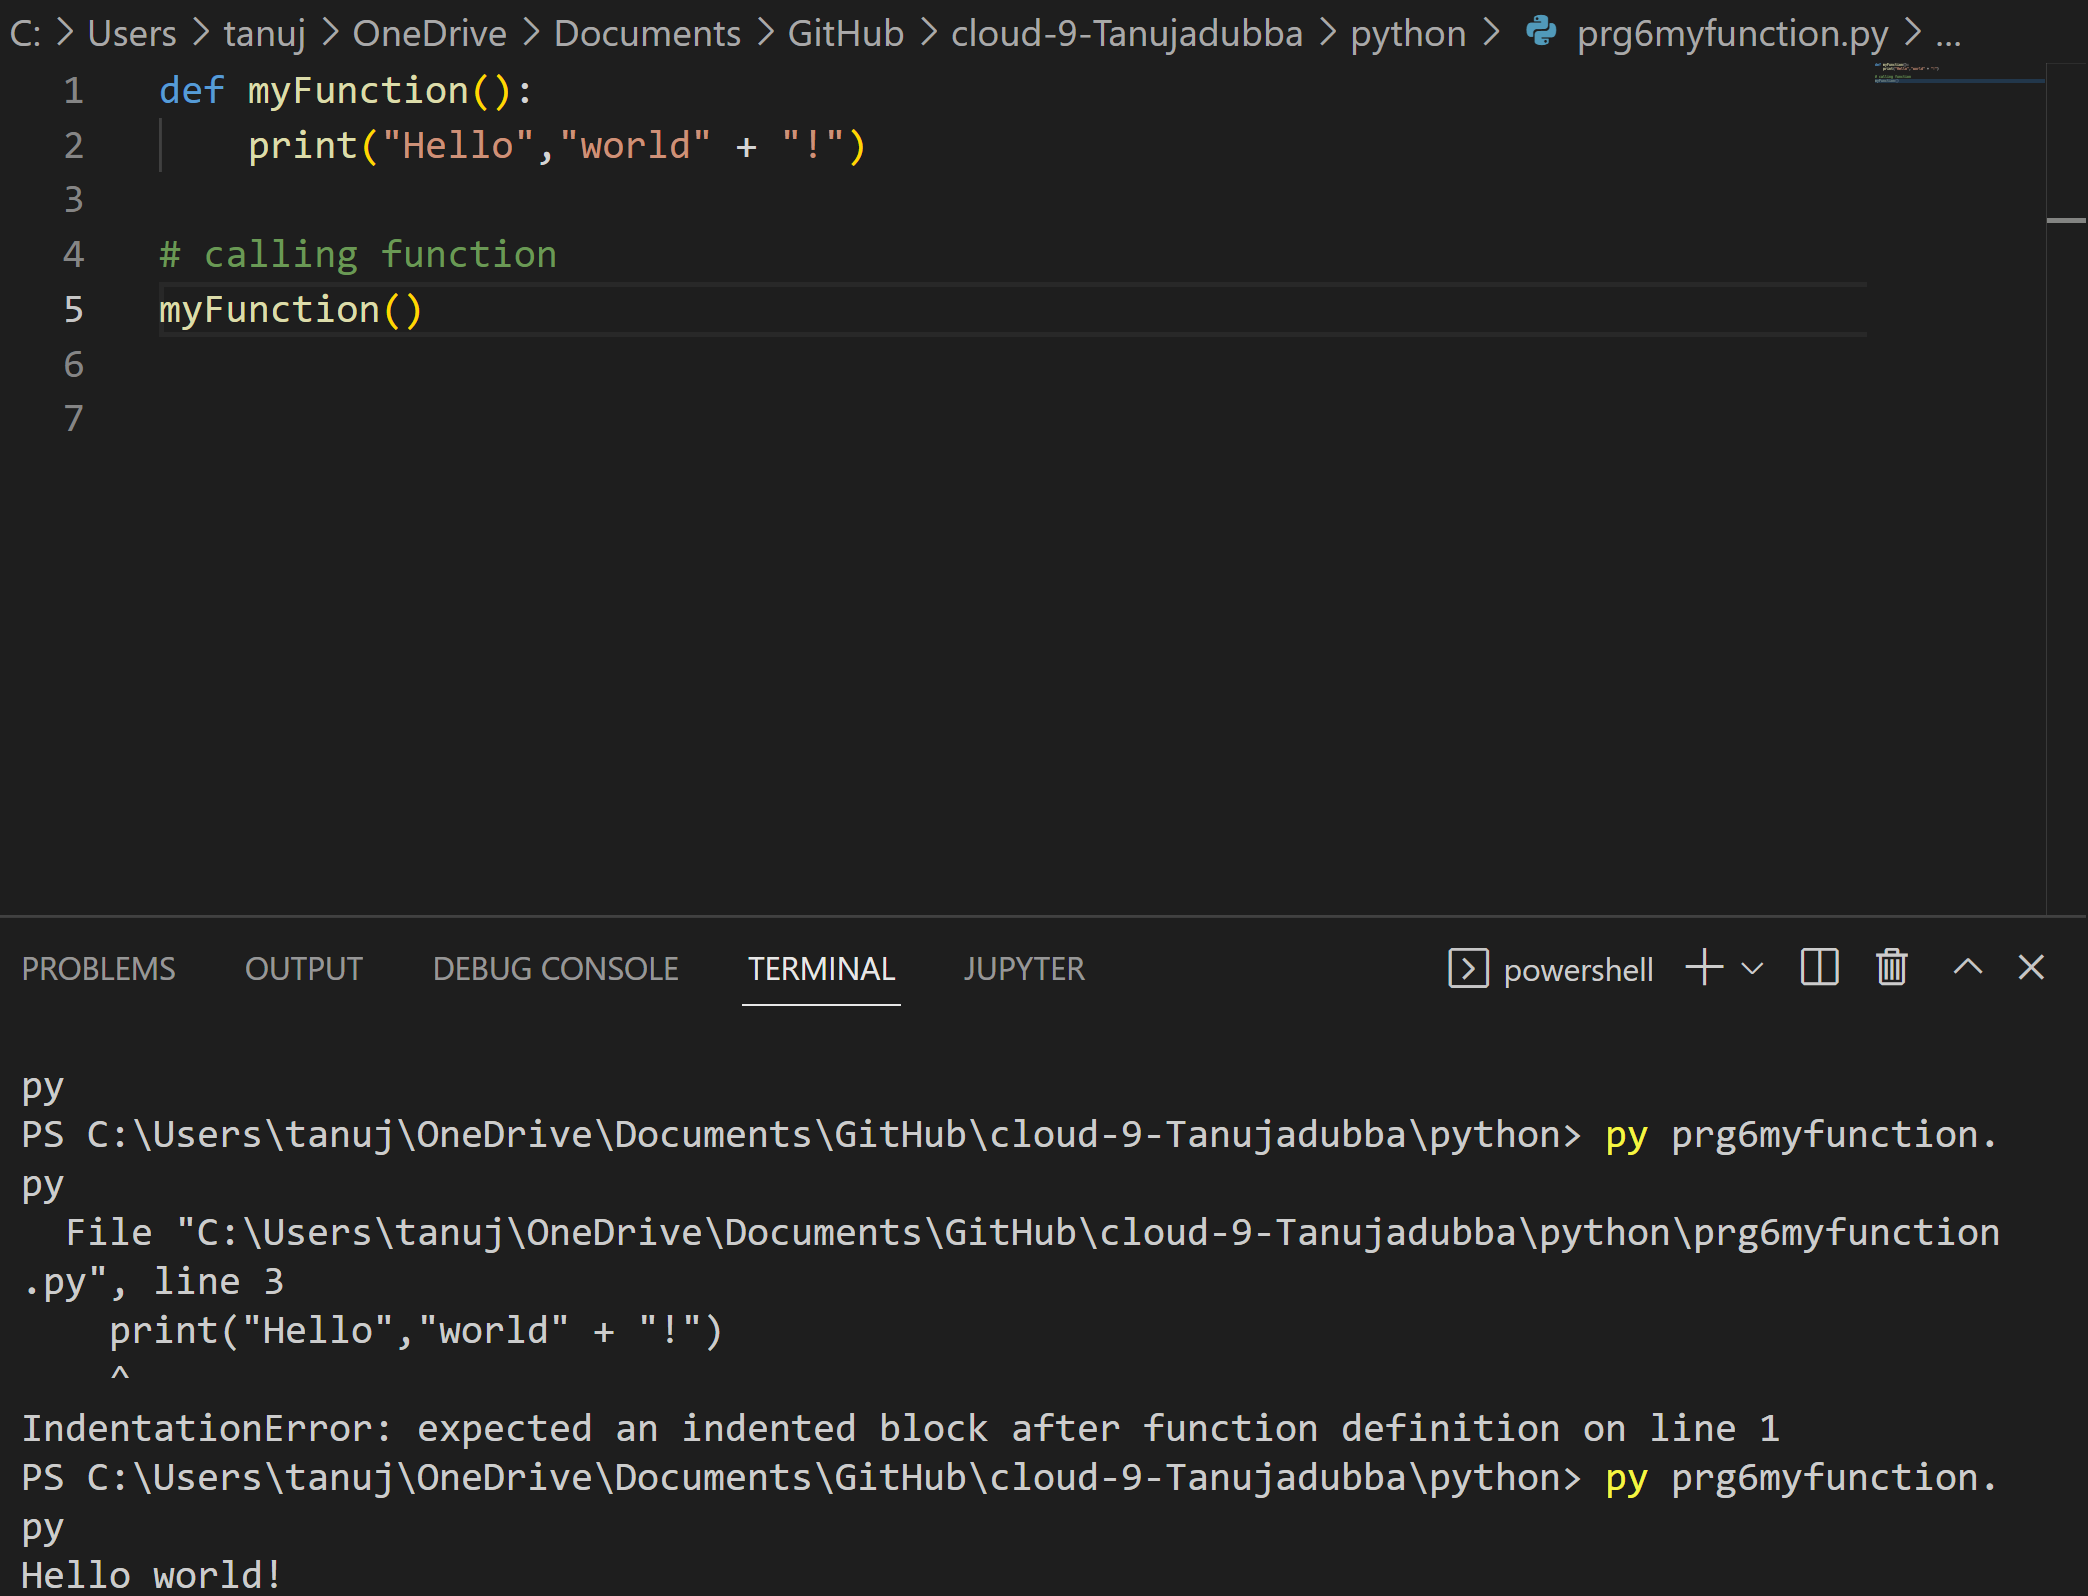 C: > Users > tanuj > OneDrive > Documents > GitHub > cloud-9-Tanujadubba > python > prg6myfunction.py > ...
1 def myFunction():
2     print("Hello","world" + "!")
3
4 # calling function
5 myFunction()
6
7
PROBLEMS OUTPUT DEBUG CONSOLE TERMINAL JUPYTER powershell
py
PS C:\Users\tanuj\OneDrive\Documents\GitHub\cloud-9-Tanujadubba\python> py prg6myfunction.
py
  File "C:\Users\tanuj\OneDrive\Documents\GitHub\cloud-9-Tanujadubba\python\prg6myfunction
.py", line 3
    print("Hello","world" + "!")
    ^
IndentationError: expected an indented block after function definition on line 1
PS C:\Users\tanuj\OneDrive\Documents\GitHub\cloud-9-Tanujadubba\python> py prg6myfunction.
py
Hello world!